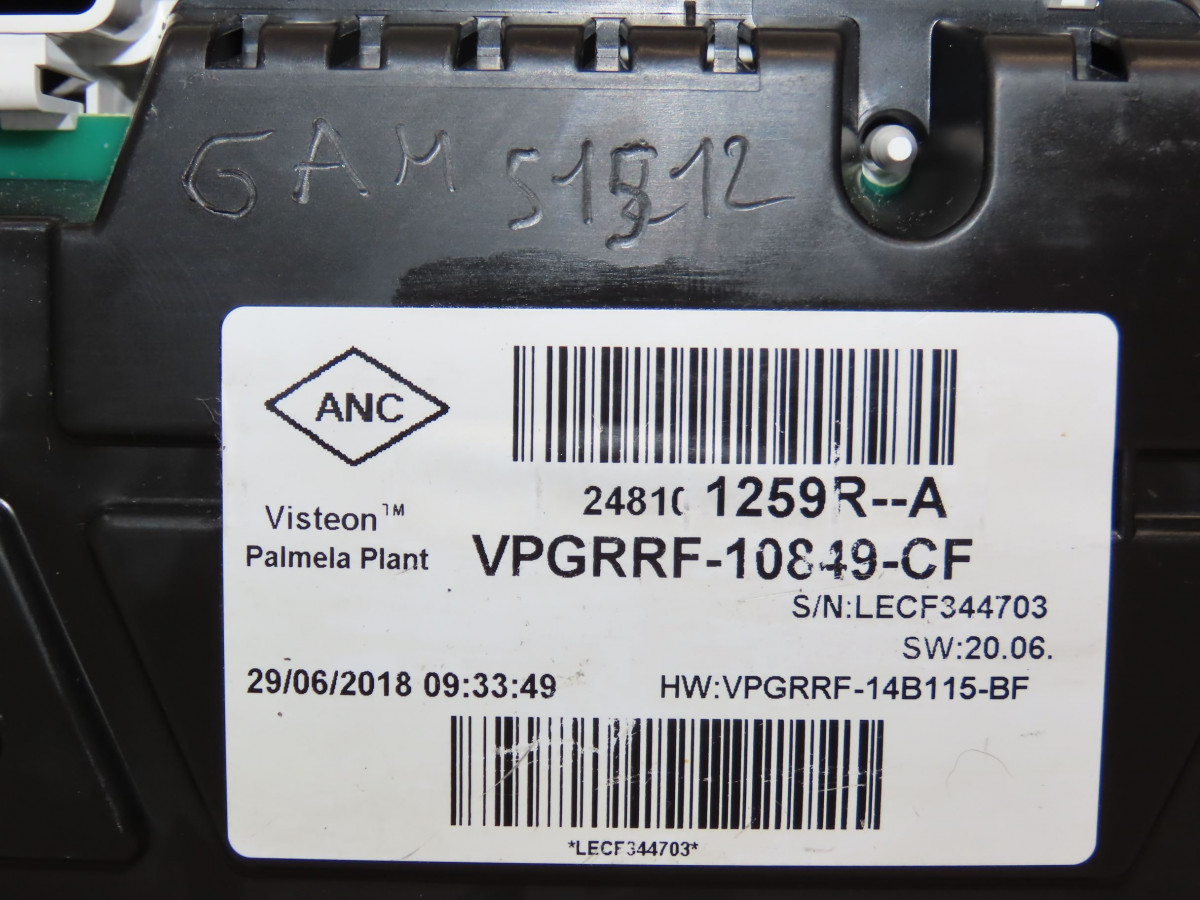 GAM
ANC
24810 1259R--A
Visteon™
Palmela Plant
VPGRRF-10849-CF
S/N:LECF344703
SW:20.06.
29/06/2018 09:33:49
HW:VPGRRF-14B115-BF
*LECF344703*